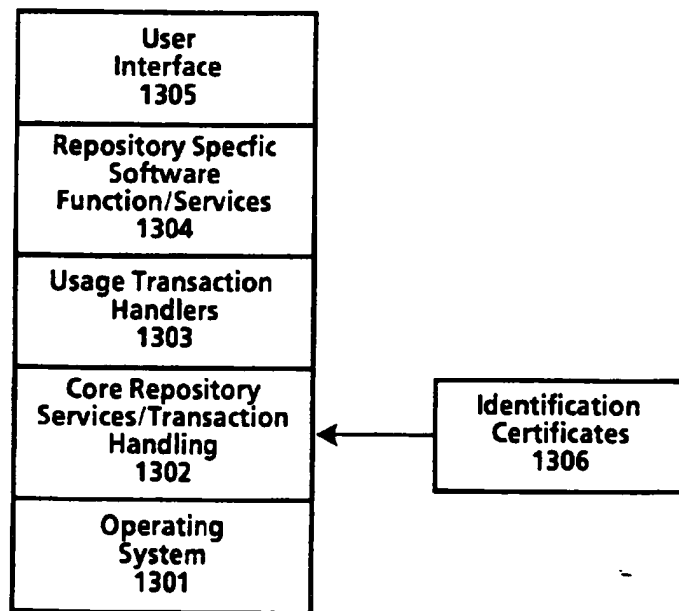 User
Interface
1305
Repository Specfic
Software
Function/Services
1304
Usage Transaction
Handlers
1303
Core Repository
Services/Transaction
Handling
1302
Identification
Certificates
1306
Operating
System
1301